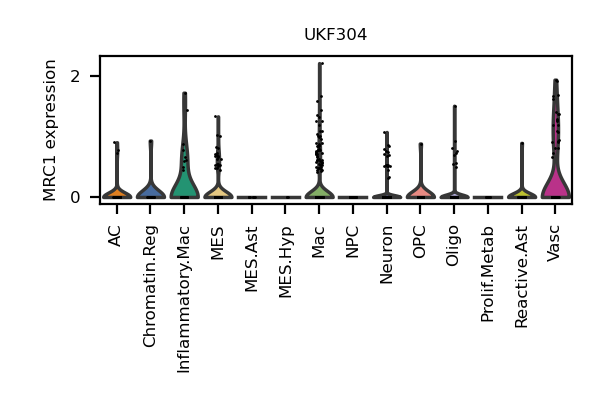 UKF304
MRC1 expression
2
0
AC
Chromatin.Reg
Inflammatory.Mac
MES
MES.Ast
MES.Hyp
Mac
NPC
Neuron
OPC
Oligo
Prolif.Metab
Reactive.Ast
Vasc